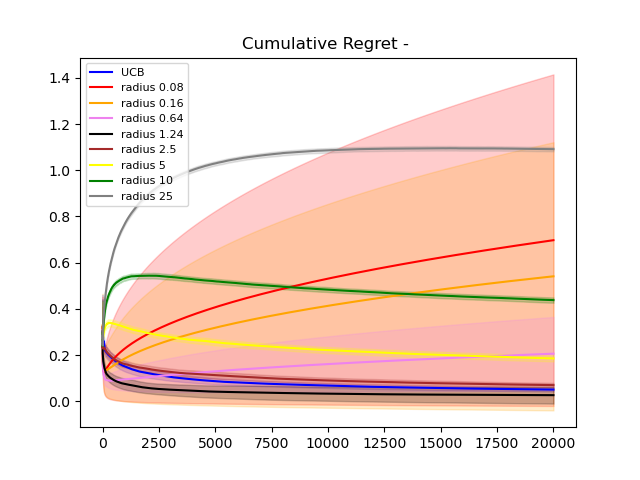 Cumulative Regret -
1.4
1.2
1.0
0.8
0.6
0.4
0.2
0.0
UCB
radius 0.08
radius 0.16
radius 0.64
radius 1.24
radius 2.5
radius 5
radius 10
radius 25
0 2500 5000 7500 10000 12500 15000 17500 20000